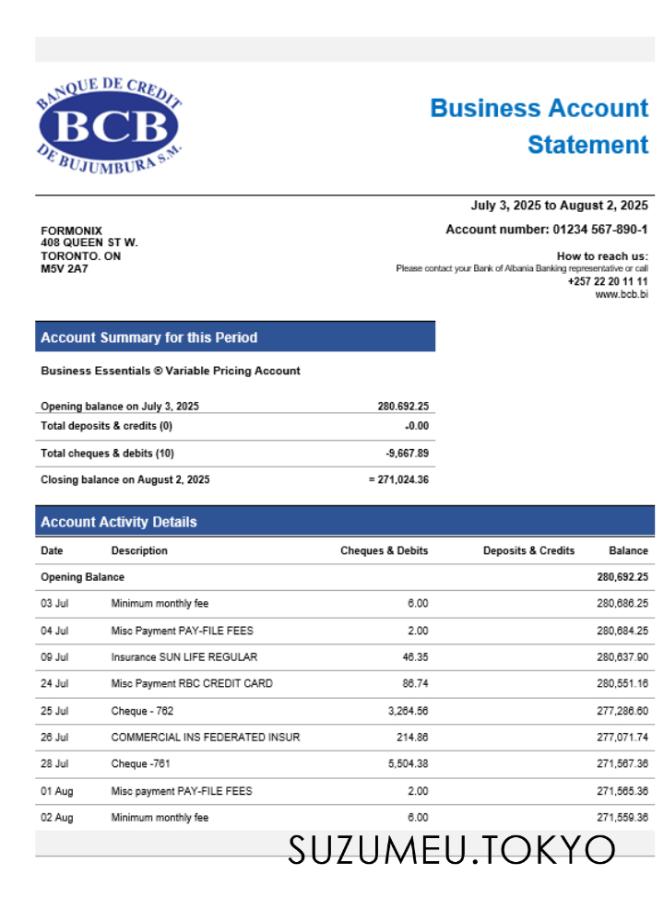 BANQUE DE CREDIT
BCB
DE BUJUMBURA S.M.
Business Account
Statement
July 3, 2025 to August 2, 2025
FORMONIX
408 QUEEN ST W.
TORONTO. ON
M5V 2A7
Account number: 01234 567-890-1
How to reach us:
Please contact your Bank of Albania Banking representative or call
+257 22 20 11 11
www.bcb.bi
Account Summary for this Period
Business Essentials ® Variable Pricing Account
Opening balance on July 3, 2025 280.692.25
Total deposits & credits (0) -0.00
Total cheques & debits (10) -9,667.89
Closing balance on August 2, 2025 = 271,024.36
Account Activity Details
Date Description Cheques & Debits Deposits & Credits Balance
Opening Balance 280,692.25
03 Jul Minimum monthly fee 6.00 280,686.25
04 Jul Misc Payment PAY-FILE FEES 2.00 280,684.25
09 Jul Insurance SUN LIFE REGULAR 46.35 280,637.90
24 Jul Misc Payment RBC CREDIT CARD 86.74 280,551.16
25 Jul Cheque - 762 3,264.56 277,286.60
26 Jul COMMERCIAL INS FEDERATED INSUR 214.86 277,071.74
28 Jul Cheque -761 5,504.38 271,567.36
01 Aug Misc payment PAY-FILE FEES 2.00 271,565.36
02 Aug Minimum monthly fee 6.00 271,559.36
SUZUMEU.TOKYO